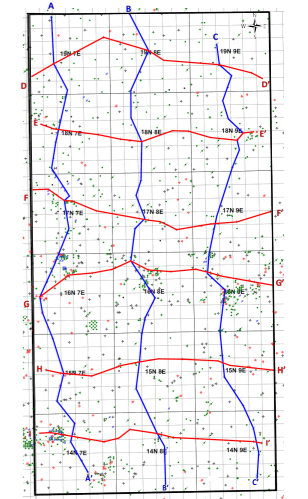 A
B
C
19N 7E
19N 8E
19N 9E
D
D'
E
18N 7E
18N 8E
18N 9E
E'
F
17N 7E
17N 8E
17N 9E
F'
G
16N 7E
16N 8E
16N 9E
G'
H
15N 7E
15N 8E
15N 9E
H'
I
14N 7E
14N 8E
14N 9E
I'
A'
B'
C'